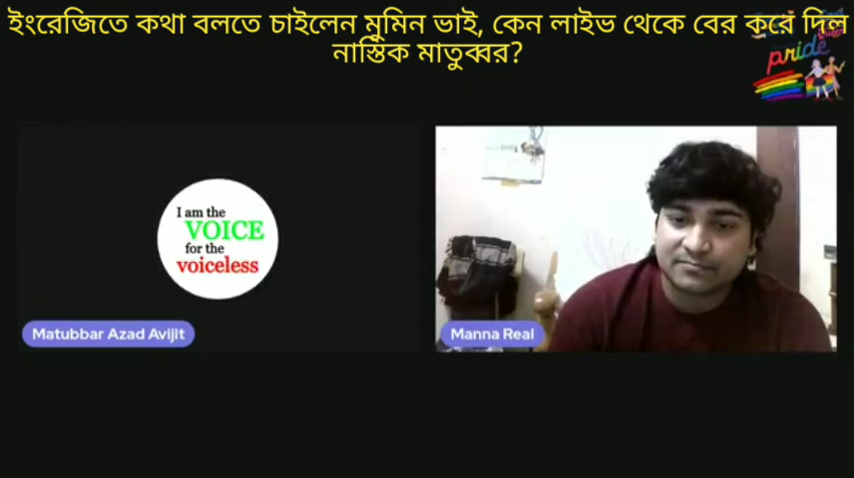 ইংরেজিতে কথা বলতে চাইলেন মুমিন ভাই, কেন লাইভ থেকে বের করে দিল
নাস্তিক মাতুব্বর?
pride
I am the
VOICE
for the
voiceless
Matubbar Azad Avijit
Manna Real